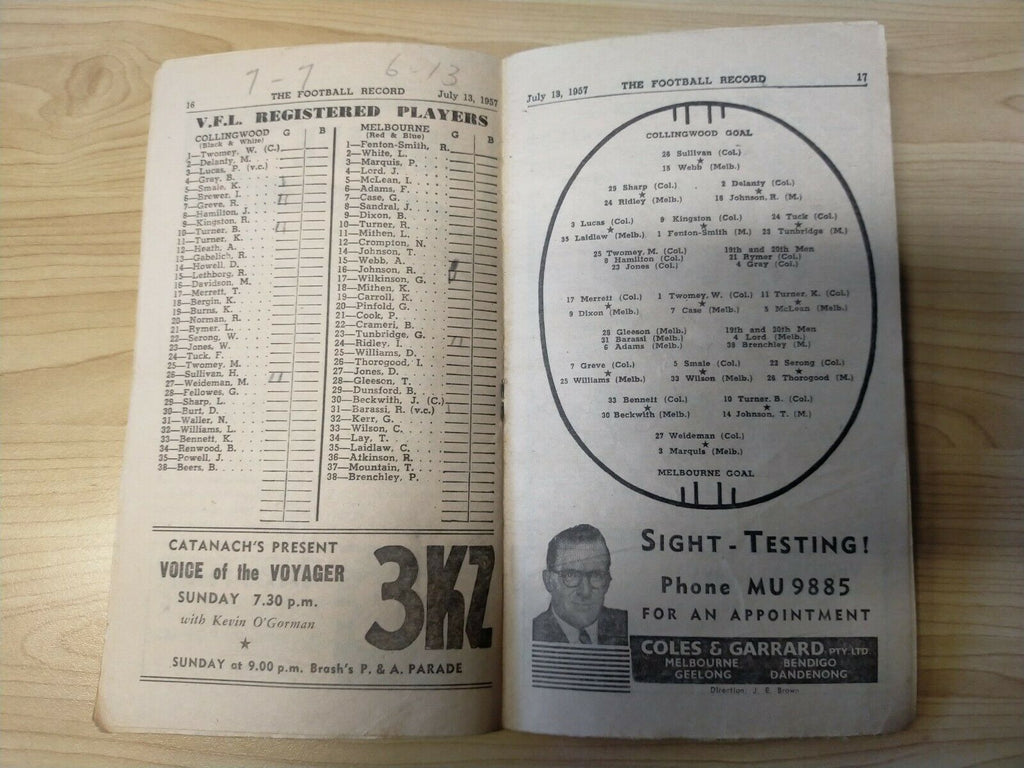 7-7 6-13
16 THE FOOTBALL RECORD July 13, 1957
V.F.L. REGISTERED PLAYERS
COLLINGWOOD G B
(Black & White)
1—Twomey, W. (C.)
2—Delanty, M.
3—Lucas, P. (v.c.)
4—Gray, B.
5—Smale, K.
6—Brewer, I.
7—Greve, R.
8—Hamilton, J.
9—Kingston, R.
10—Turner, B.
11—Turner, K.
12—Heath, A.
13—Gabelich, R.
14—Howell, D.
15—Lethborg, R.
16—Davidson, M.
17—Merrett, T.
18—Bergin, K.
19—Burns, K.
20—Norman, R.
21—Rymer, L.
22—Serong, W.
23—Jones, W.
24—Tuck, F.
25—Twomey, M.
26—Sullivan, H.
27—Weideman, M.
28—Fellowes, G.
29—Sharp, L.
30—Burt, D.
31—Waller, N.
32—Williams, L.
33—Bennett, K.
34—Renwood, B.
35—Powell, J.
38—Beers, B.
MELBOURNE G B
(Red & Blue)
1—Fenton-Smith, R.
2—White, L.
3—Marquis, P.
4—Lord, J.
5—McLean, I.
6—Adams, F.
7—Case, G.
8—Sandral, J.
9—Dixon, B.
10—Turner, R.
11—Mithen, L.
12—Crompton, N.
14—Johnson, T.
15—Webb, A.
16—Johnson, R.
17—Wilkinson, G.
18—Mithen, K.
19—Carroll, K.
20—Pinfold, G.
21—Cook, P.
22—Crameri, B.
23—Tunbridge, G.
24—Ridley, I.
25—Williams, D.
26—Thorogood, I.
27—Jones, D.
28—Gleeson, T.
29—Dunsford, B.
30—Beckwith, J. (C.)
31—Barassi, R. (v.c.)
32—Kerr, G.
33—Wilson, C.
34—Lay, T.
35—Laidlaw, C.
36—Atkinson, R.
37—Mountain, T.
38—Brenchley, P.
CATANACH'S PRESENT
VOICE of the VOYAGER
SUNDAY 7.30 p.m.
with Kevin O'Gorman
3KZ
SUNDAY at 9.00 p.m. Brash's P. & A. PARADE
July 13, 1957 THE FOOTBALL RECORD 17
COLLINGWOOD GOAL
26 Sullivan (Col.)
15 Webb (Melb.)
29 Sharp (Col.) 2 Delanty (Col.)
24 Ridley (Melb.) 16 Johnson, R. (M.)
3 Lucas (Col.) 9 Kingston (Col.) 24 Tuck (Col.)
35 Laidlaw (Melb.) 1 Fenton-Smith (M.) 23 Tunbridge (M.)
25 Twomey, M. (Col.) 19th and 20th Men
8 Hamilton (Col.) 21 Rymer (Col.)
23 Jones (Col.) 4 Gray (Col.)
17 Merrett (Col.) 1 Twomey, W. (Col.) 11 Turner, K. (Col.)
9 Dixon (Melb.) 7 Case (Melb.) 5 McLean (Melb.)
28 Gleeson (Melb.) 19th and 20th Men
31 Barassi (Melb.) 4 Lord (Melb.)
6 Adams (Melb.) 38 Brenchley (M.)
7 Greve (Col.) 5 Smale (Col.) 22 Serong (Col.)
25 Williams (Melb.) 33 Wilson (Melb.) 26 Thorogood (M.)
33 Bennett (Col.) 10 Turner, B. (Col.)
30 Beckwith (Melb.) 14 Johnson, T. (M.)
27 Weideman (Col.)
3 Marquis (Melb.)
MELBOURNE GOAL
SIGHT-TESTING!
Phone MU 9885
FOR AN APPOINTMENT
COLES & GARRARD PTY. LTD.
MELBOURNE BENDIGO
GEELONG DANDENONG
Direction: J. E. Brown